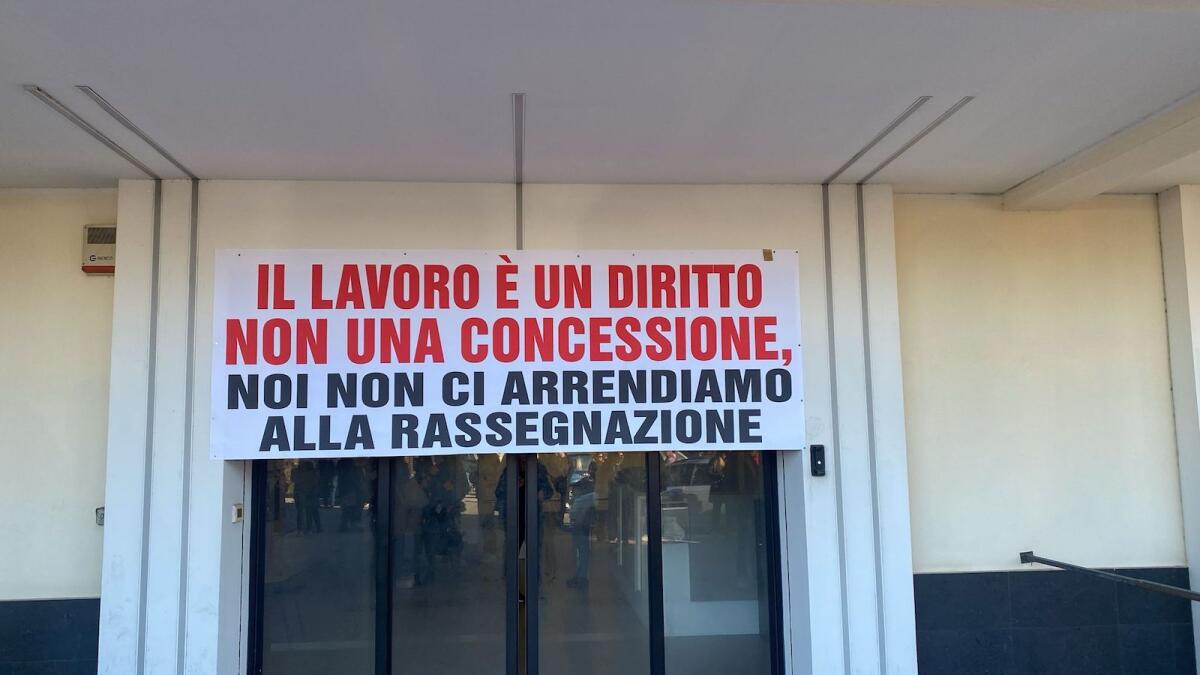 IL LAVORO È UN DIRITTO
NON UNA CONCESSIONE,
NOI NON CI ARRENDIAMO
ALLA RASSEGNAZIONE